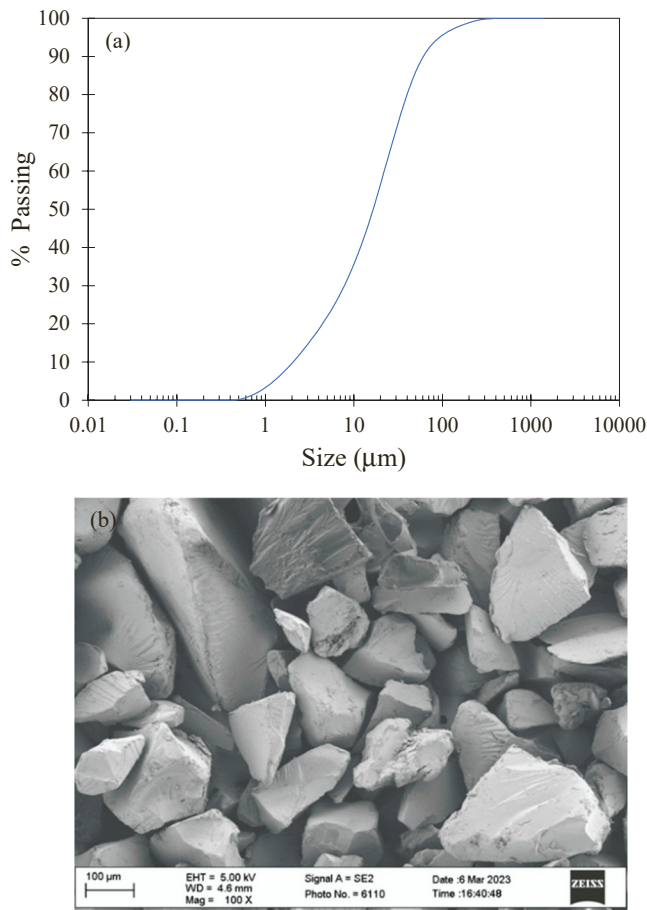 (a)
100
90
80
70
60
50
40
30
20
10
0
% Passing
0.01 0.1 1 10 100 1000 10000
Size (μm)
(b)
100 μm
EHT = 5.00 kV
WD = 4.6 mm
Mag = 100 X
Signal A = SE2
Photo No. = 6110
Date :6 Mar 2023
Time :16:40:48
ZEISS